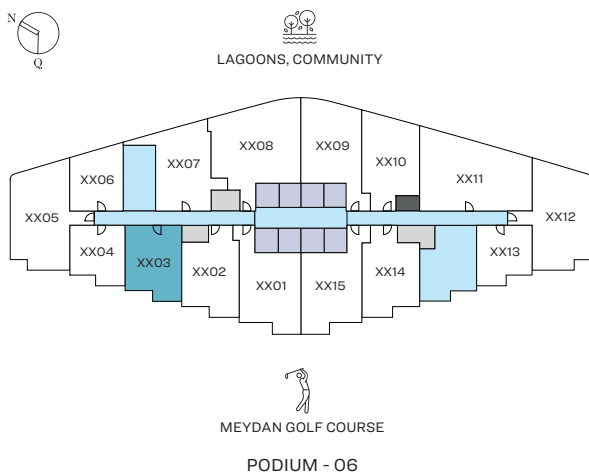 N
Q
LAGOONS, COMMUNITY
XX08
XX09
XX07
XX10
XX06
XX11
XX05
XX12
XX04
XX03
XX02
XX01
XX15
XX14
XX13
MEYDAN GOLF COURSE
PODIUM - 06